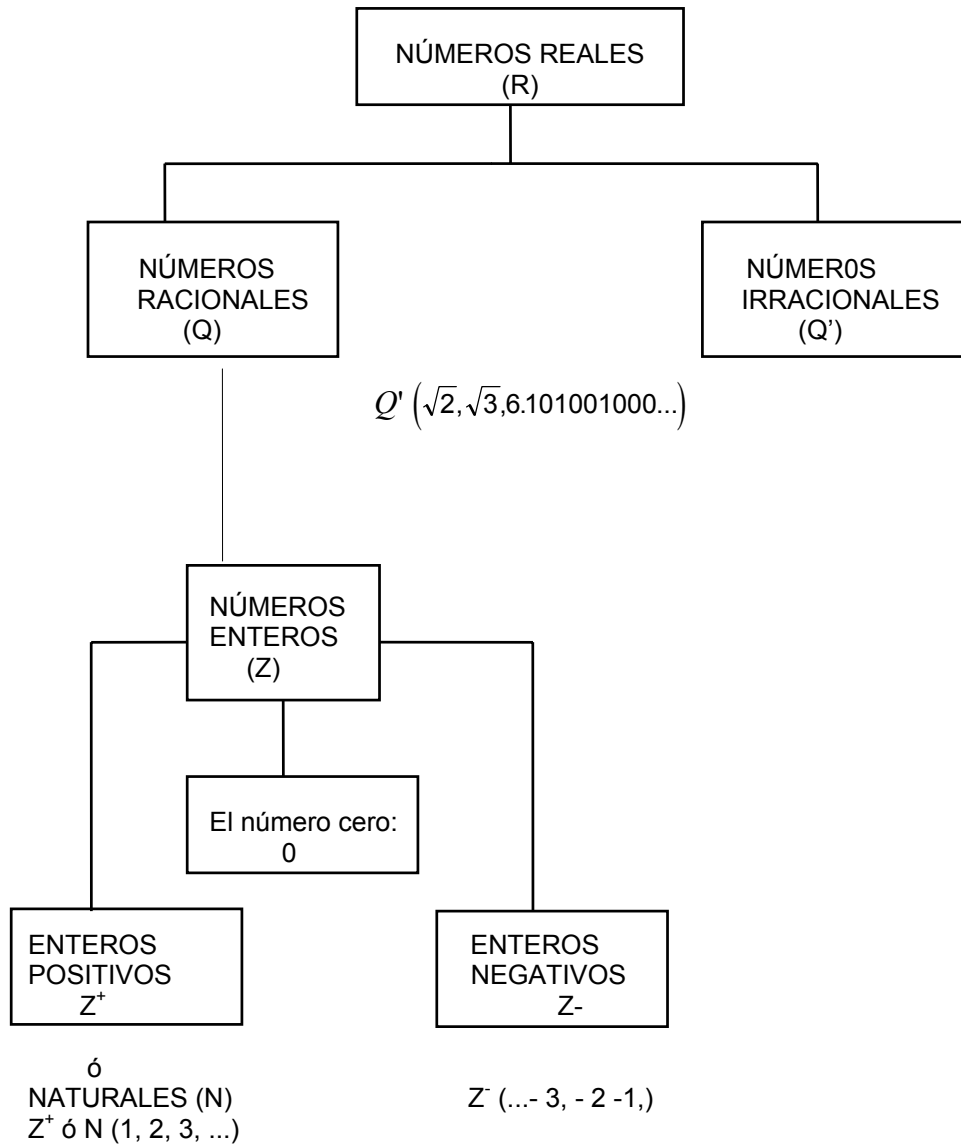 NÚMEROS REALES
(R)
NÚMEROS
RACIONALES
(Q)
NÚMER0S
IRRACIONALES
(Q’)
Q' (√2,√3,6.101001000...)
NÚMEROS
ENTEROS
(Z)
El número cero:
0
ENTEROS
POSITIVOS
Z⁺
ENTEROS
NEGATIVOS
Z-
ó
NATURALES (N)
Z⁺ ó N (1, 2, 3, ...)
Z⁻ (...- 3, - 2 -1,)